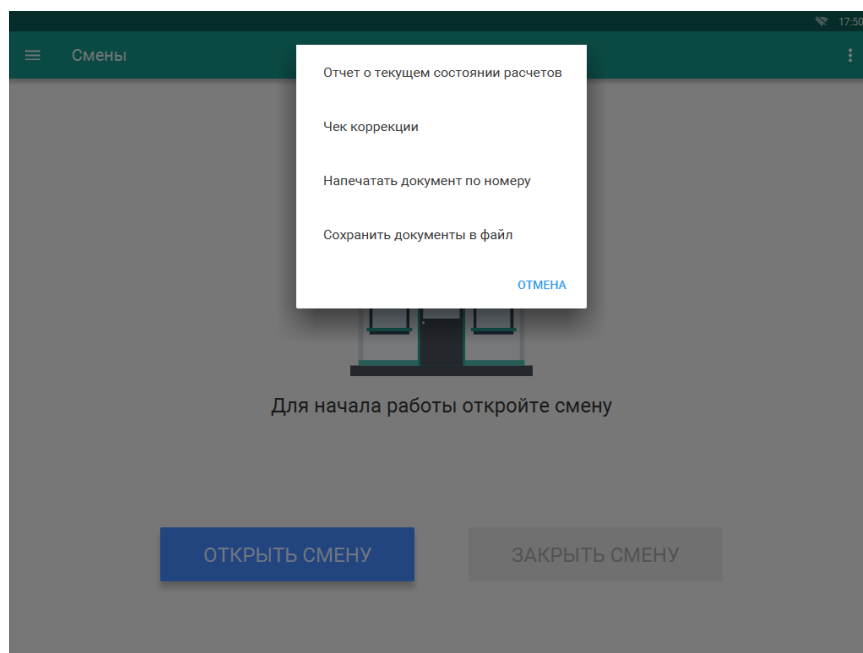 17:50
Смены
Отчет о текущем состоянии расчетов
Чек коррекции
Напечатать документ по номеру
Сохранить документы в файл
ОТМЕНА
Для начала работы откройте смену
ОТКРЫТЬ СМЕНУ
ЗАКРЫТЬ СМЕНУ